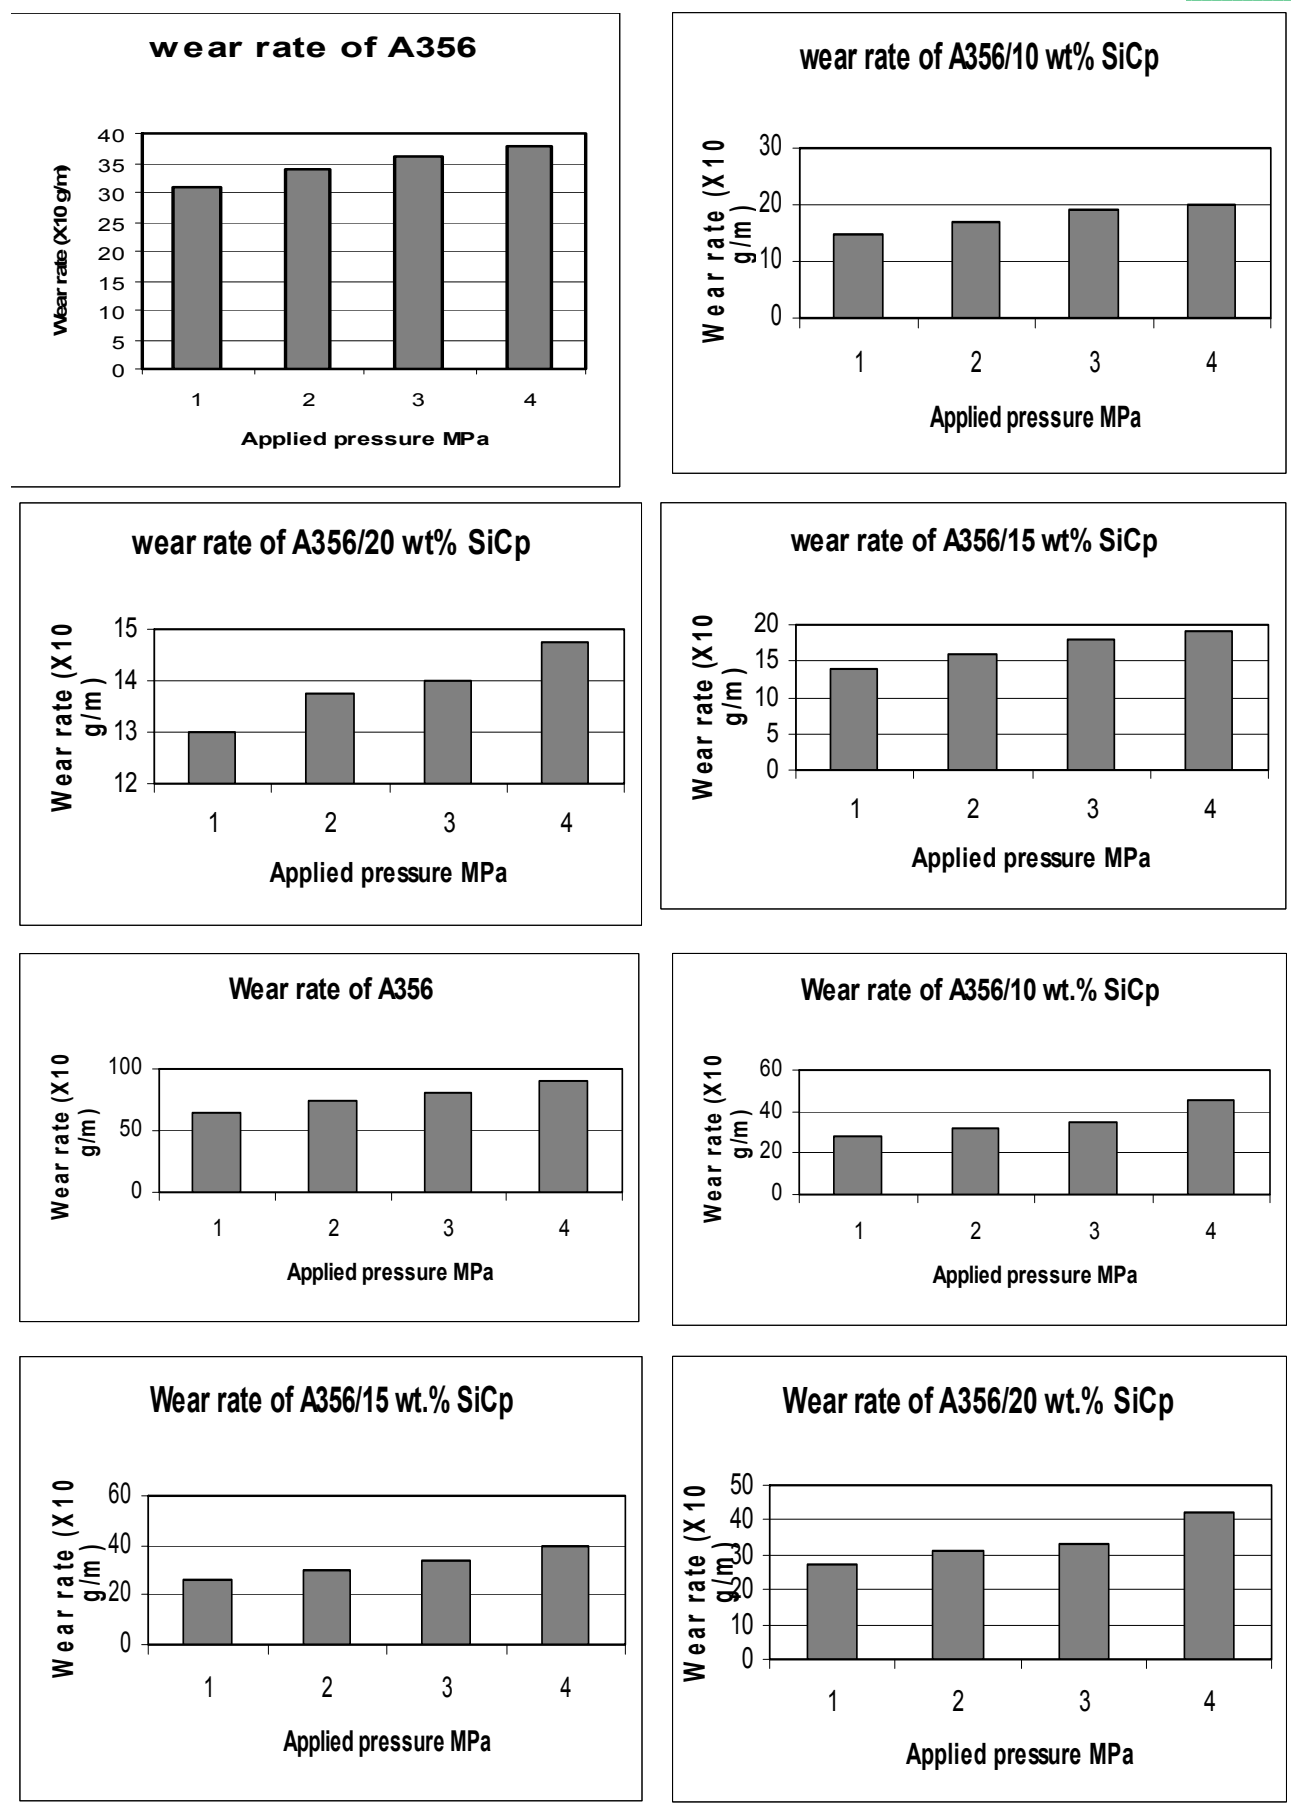 wear rate of A356
Wear rate (X10 g/m)
40
35
30
25
20
15
10
5
0
1 2 3 4
Applied pressure MPa
wear rate of A356/10 wt% SiCp
Wear rate (X10
g/m)
30
20
10
0
1 2 3 4
Applied pressure MPa
wear rate of A356/20 wt% SiCp
Wear rate (X10
g/m)
15
14
13
12
1 2 3 4
Applied pressure MPa
wear rate of A356/15 wt% SiCp
Wear rate (X10
g/m)
20
15
10
5
0
1 2 3 4
Applied pressure MPa
Wear rate of A356
Wear rate (X10
g/m)
100
50
0
1 2 3 4
Applied pressure MPa
Wear rate of A356/10 wt.% SiCp
Wear rate (X10
g/m)
60
40
20
0
1 2 3 4
Applied pressure MPa
Wear rate of A356/15 wt.% SiCp
Wear rate (X10
g/m)
60
40
20
0
1 2 3 4
Applied pressure MPa
Wear rate of A356/20 wt.% SiCp
Wear rate (X10
g/m)
50
40
30
20
10
0
1 2 3 4
Applied pressure MPa